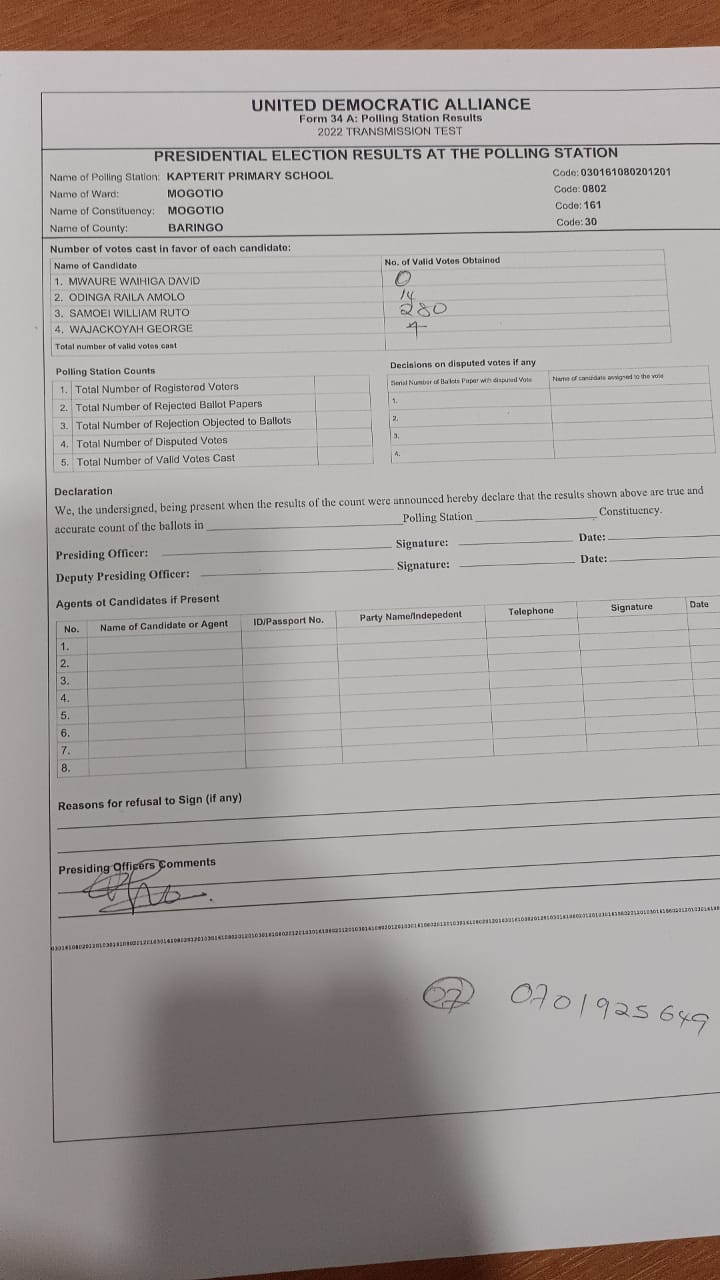 UNITED DEMOCRATIC ALLIANCE
Form 34 A: Polling Station Results
2022 TRANSMISSION TEST
PRESIDENTIAL ELECTION RESULTS AT THE POLLING STATION
Name of Polling Station: KAPTERIT PRIMARY SCHOOL Code: 030161080201201
Name of Ward: MOGOTIO Code: 0802
Name of Constituency: MOGOTIO Code: 161
Name of County: BARINGO Code: 30
Number of votes cast in favor of each candidate:
Name of Candidate No. of Valid Votes Obtained
1. MWAURE WAIHIGA DAVID 0
2. ODINGA RAILA AMOLO 14
3. SAMOEI WILLIAM RUTO 280
4. WAJACKOYAH GEORGE
Total number of valid votes cast
Polling Station Counts Decisions on disputed votes if any
Serial Number of Ballots Paper with disputed Vote Name of candidate assigned to the vote
1. Total Number of Registered Voters 1.
2. Total Number of Rejected Ballot Papers 2.
3. Total Number of Rejection Objected to Ballots 3.
4. Total Number of Disputed Votes 4.
5. Total Number of Valid Votes Cast
Declaration
We, the undersigned, being present when the results of the count were announced hereby declare that the results shown above are true and
accurate count of the ballots in Polling Station Constituency.
Presiding Officer: Signature: Date:
Deputy Presiding Officer: Signature: Date:
Agents of Candidates if Present
No. Name of Candidate or Agent ID/Passport No. Party Name/Indepedent Telephone Signature Date
1.
2.
3.
4.
5.
6.
7.
8.
Reasons for refusal to Sign (if any)
Presiding Officers Comments
07 0701925649